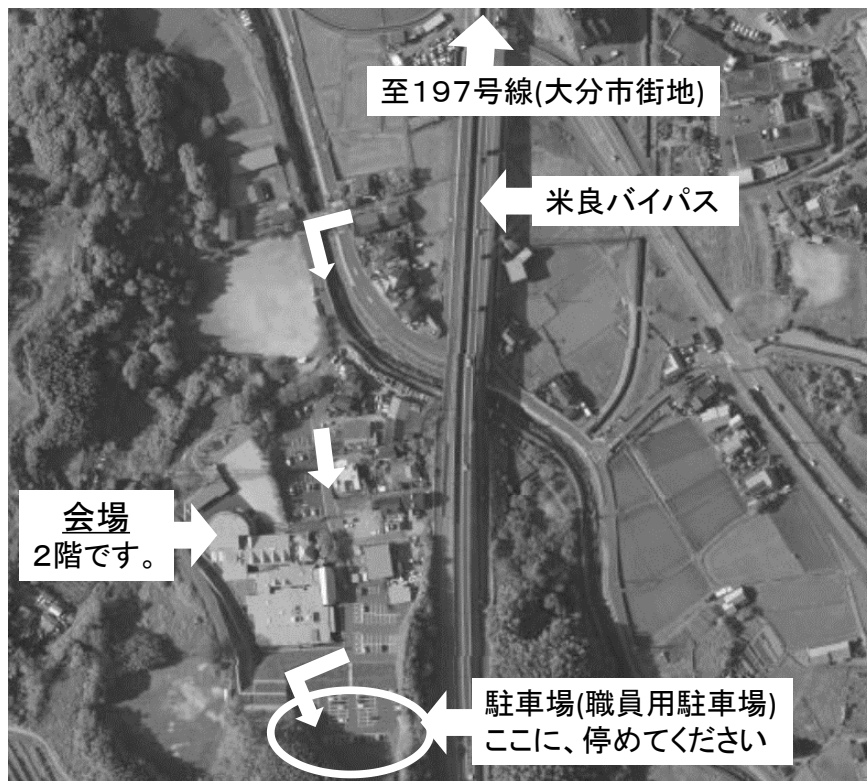 至１９７号線(大分市街地)
米良バイパス
会場
２階です。
駐車場(職員用駐車場)
ここに、停めてください